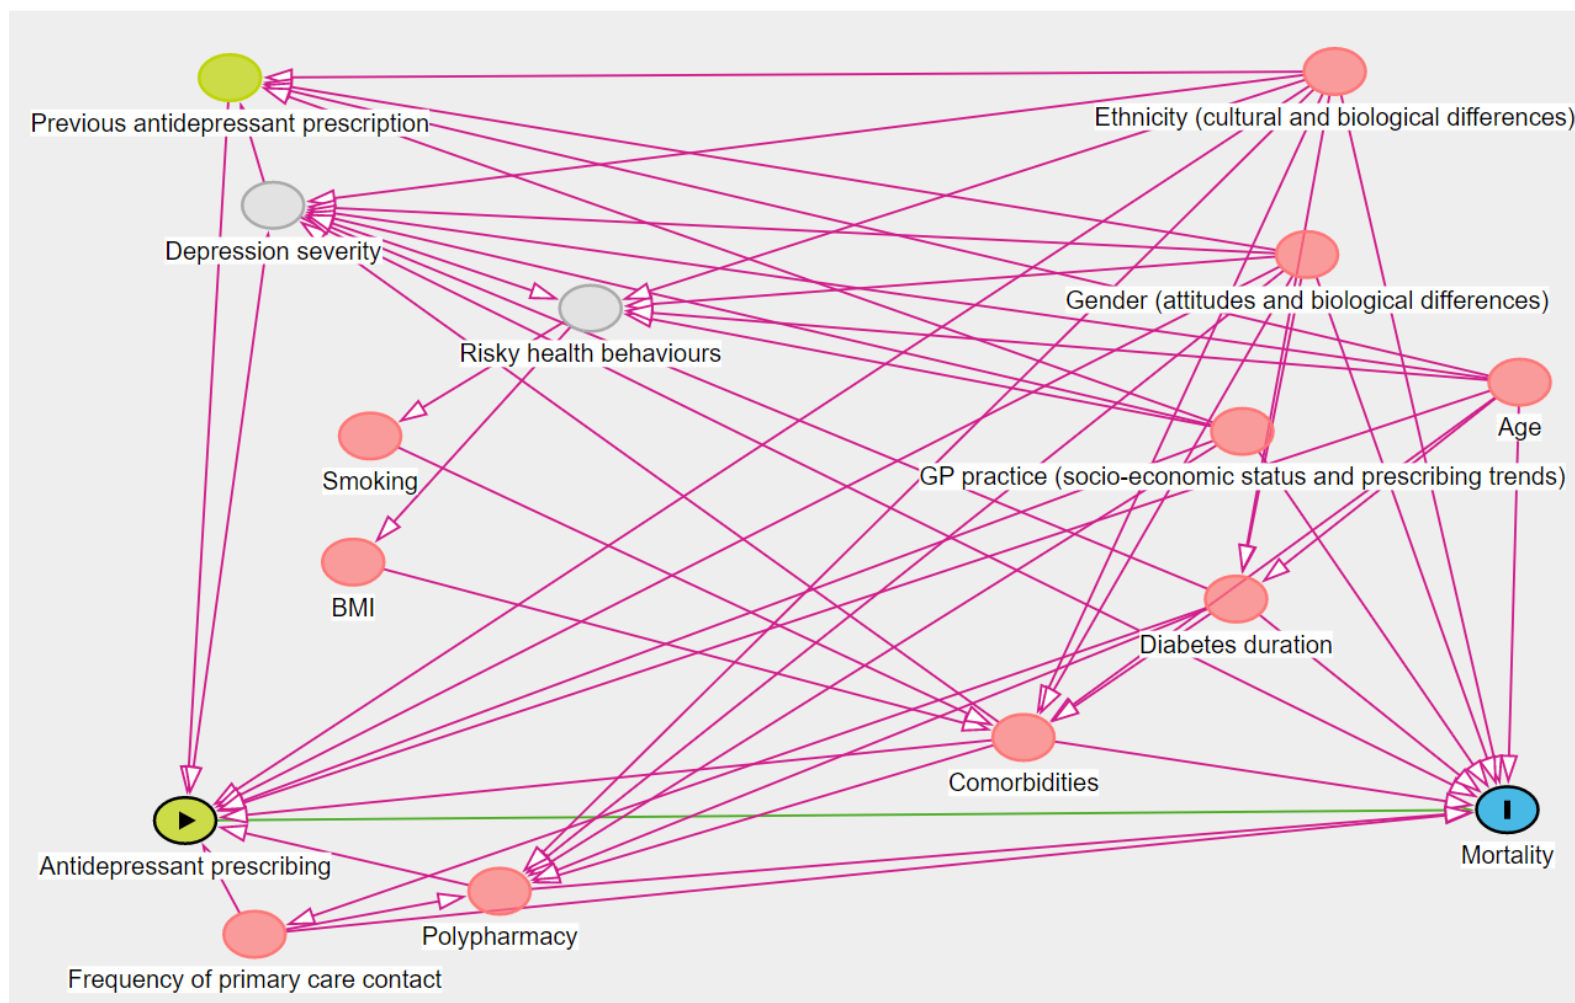 Previous antidepressant prescription
Ethnicity (cultural and biological differences)
Depression severity
Gender (attitudes and biological differences)
Risky health behaviours
Age
Smoking
GP practice (socio-economic status and prescribing trends)
BMI
Diabetes duration
Comorbidities
Mortality
Antidepressant prescribing
Polypharmacy
Frequency of primary care contact